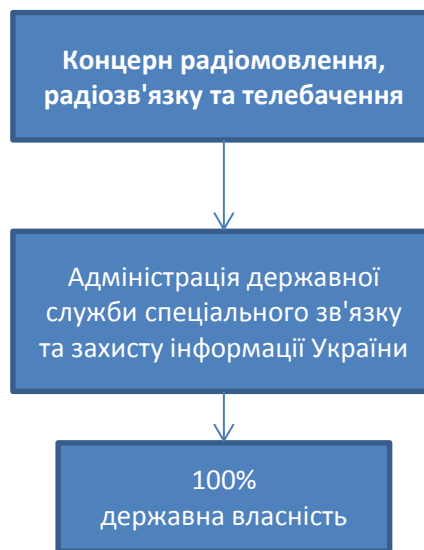 Концерн радіомовлення,
радіозв'язку та телебачення
Адміністрація державної
служби спеціального зв'язку
та захисту інформації України
100%
державна власність